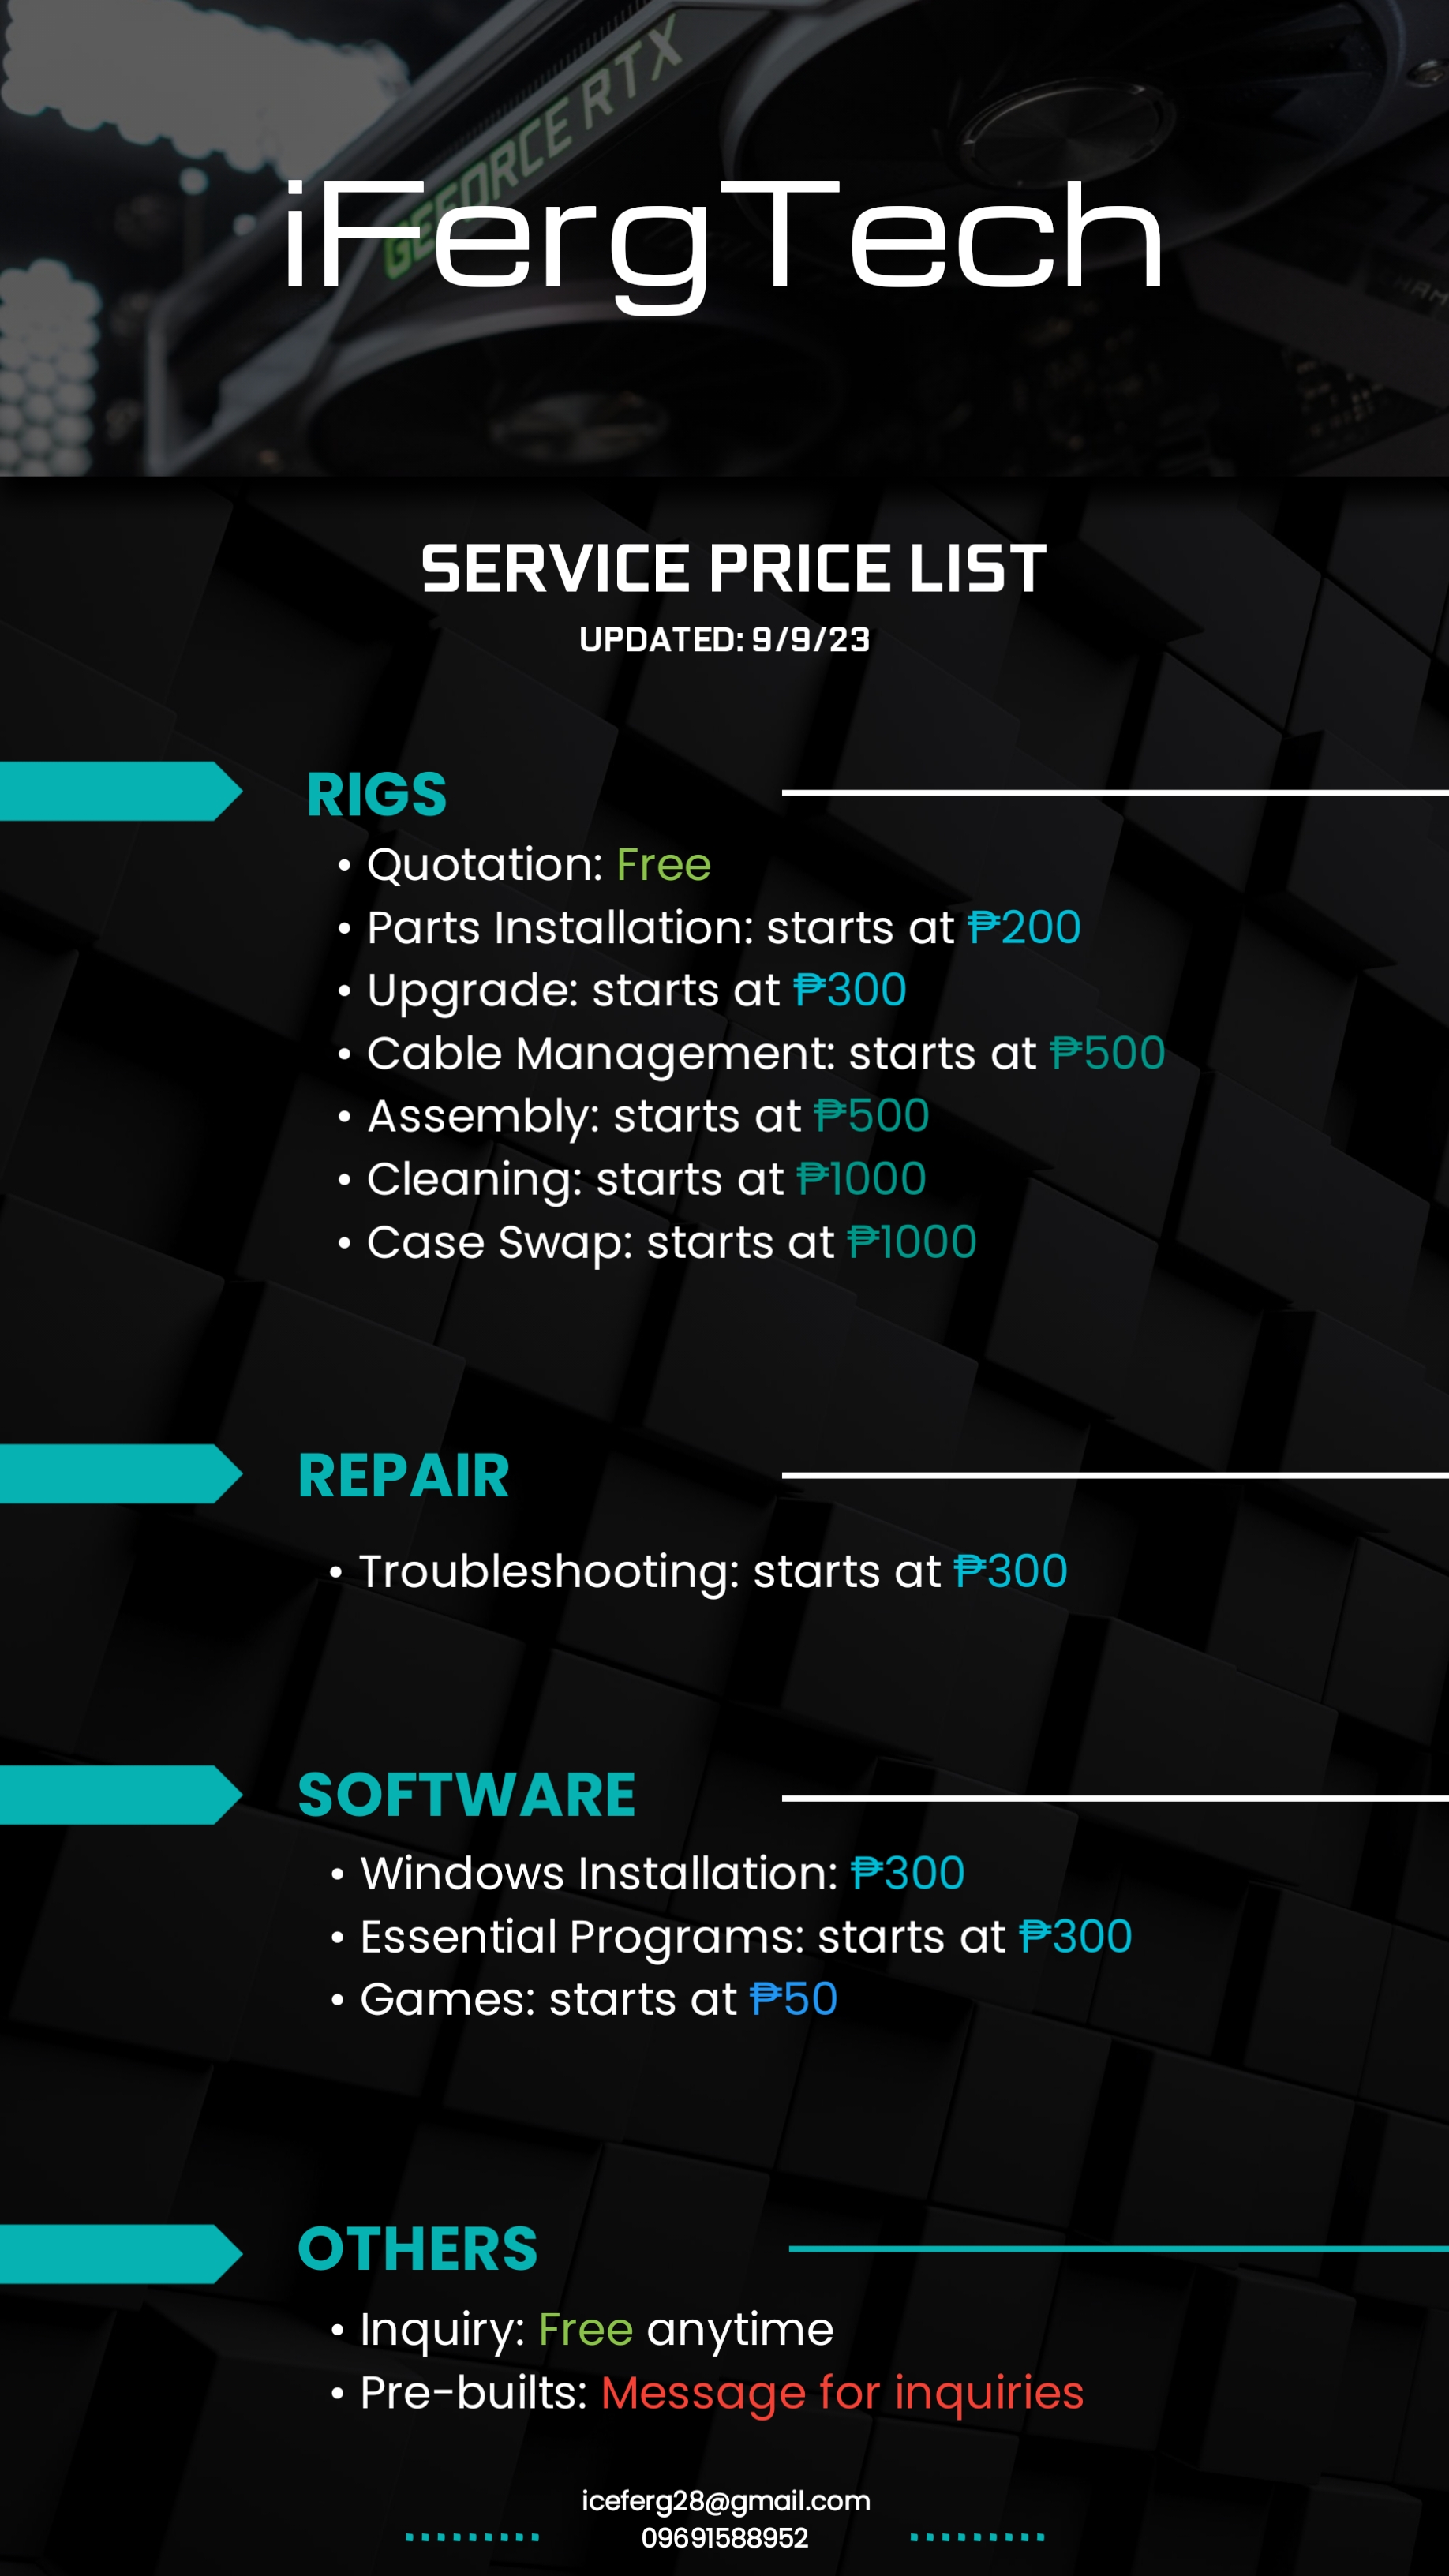 GEFORCE RTX
iFergTech
SERVICE PRICE LIST
UPDATED: 9/9/23
RIGS
• Quotation: Free
• Parts Installation: starts at ₱200
• Upgrade: starts at ₱300
• Cable Management: starts at ₱500
• Assembly: starts at ₱500
• Cleaning: starts at ₱1000
• Case Swap: starts at ₱1000
REPAIR
• Troubleshooting: starts at ₱300
SOFTWARE
• Windows Installation: ₱300
• Essential Programs: starts at ₱300
• Games: starts at ₱50
OTHERS
• Inquiry: Free anytime
• Pre-builts: Message for inquiries
iceferg28@gmail.com
09691588952